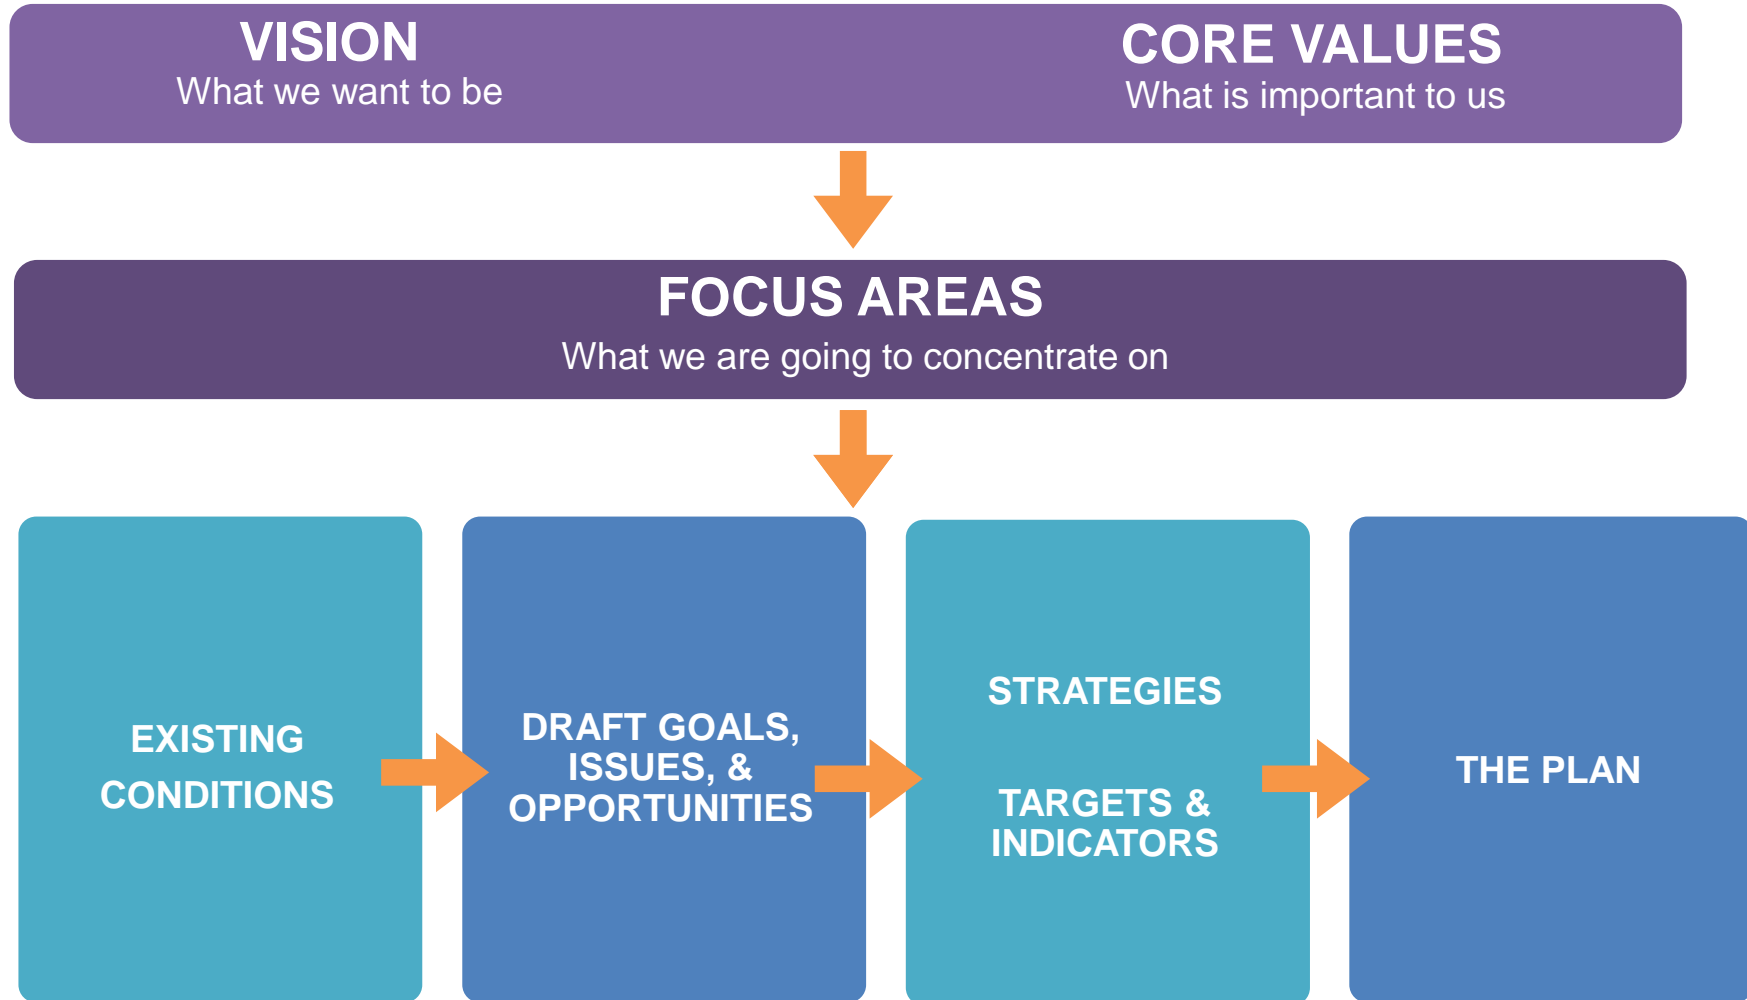 VISION
What we want to be
CORE VALUES
What is important to us
FOCUS AREAS
What we are going to concentrate on
EXISTING
CONDITIONS
DRAFT GOALS,
ISSUES, &
OPPORTUNITIES
STRATEGIES
TARGETS &
INDICATORS
THE PLAN